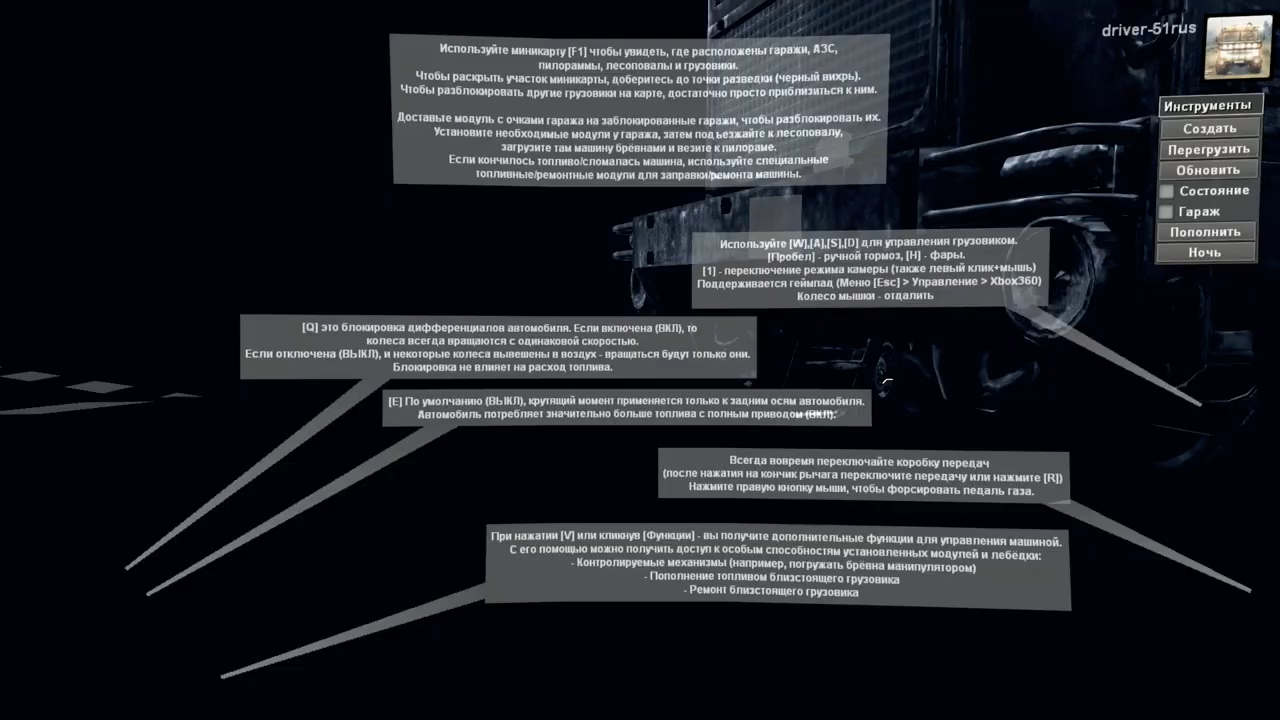 driver-51rus
Используйте миникарту [F1] чтобы увидеть, где расположены гаражи, АЗС,
пилораммы, лесоповалы и грузовики.
Чтобы раскрыть участок миникарты, доберитесь до точки разведки (черный вихрь).
Чтобы разблокировать другие грузовики на карте, достаточно просто приблизиться к ним.
Доставьте модуль с очками гаража на заблокированные гаражи, чтобы разблокировать их.
Установите необходимые модули у гаража, затем подъезжайте к лесоповалу,
загрузите там машину брёвнами и везите к пилораме.
Если кончилось топливо/сломалась машина, используйте специальные
топливные/ремонтные модули для заправки/ремонта машины.
Инструменты
Создать
Перегрузить
Обновить
Состояние
Гараж
Пополнить
Ночь
Используйте [W],[A],[S],[D] для управления грузовиком.
[Пробел] - ручной тормоз, [H] - фары.
[1] - переключение режима камеры (также левый клик+мышь)
Поддерживается геймпад (Меню [Esc] > Управление > Xbox360)
Колесо мышки - отдалить
[Q] это блокировка дифференциалов автомобиля. Если включена (ВКЛ), то
колеса всегда вращаются с одинаковой скоростью.
Если отключена (ВЫКЛ), и некоторые колеса вывешены в воздух - вращаться будут только они.
Блокировка не влияет на расход топлива.
[E] По умолчанию (ВЫКЛ), крутящий момент применяется только к задним осям автомобиля.
Автомобиль потребляет значительно больше топлива с полным приводом (ВКЛ).
Всегда вовремя переключайте коробку передач
(после нажатия на кончик рычага переключите передачу или нажмите [R])
Нажмите правую кнопку мыши, чтобы форсировать педаль газа.
При нажатии [V] или кликнув [Функции] - вы получите дополнительные функции для управления машиной.
С его помощью можно получить доступ к особым способностям установленных модулей и лебёдки:
- Контролируемые механизмы (например, погружать брёвна манипулятором)
- Пополнение топливом близстоящего грузовика
- Ремонт близстоящего грузовика